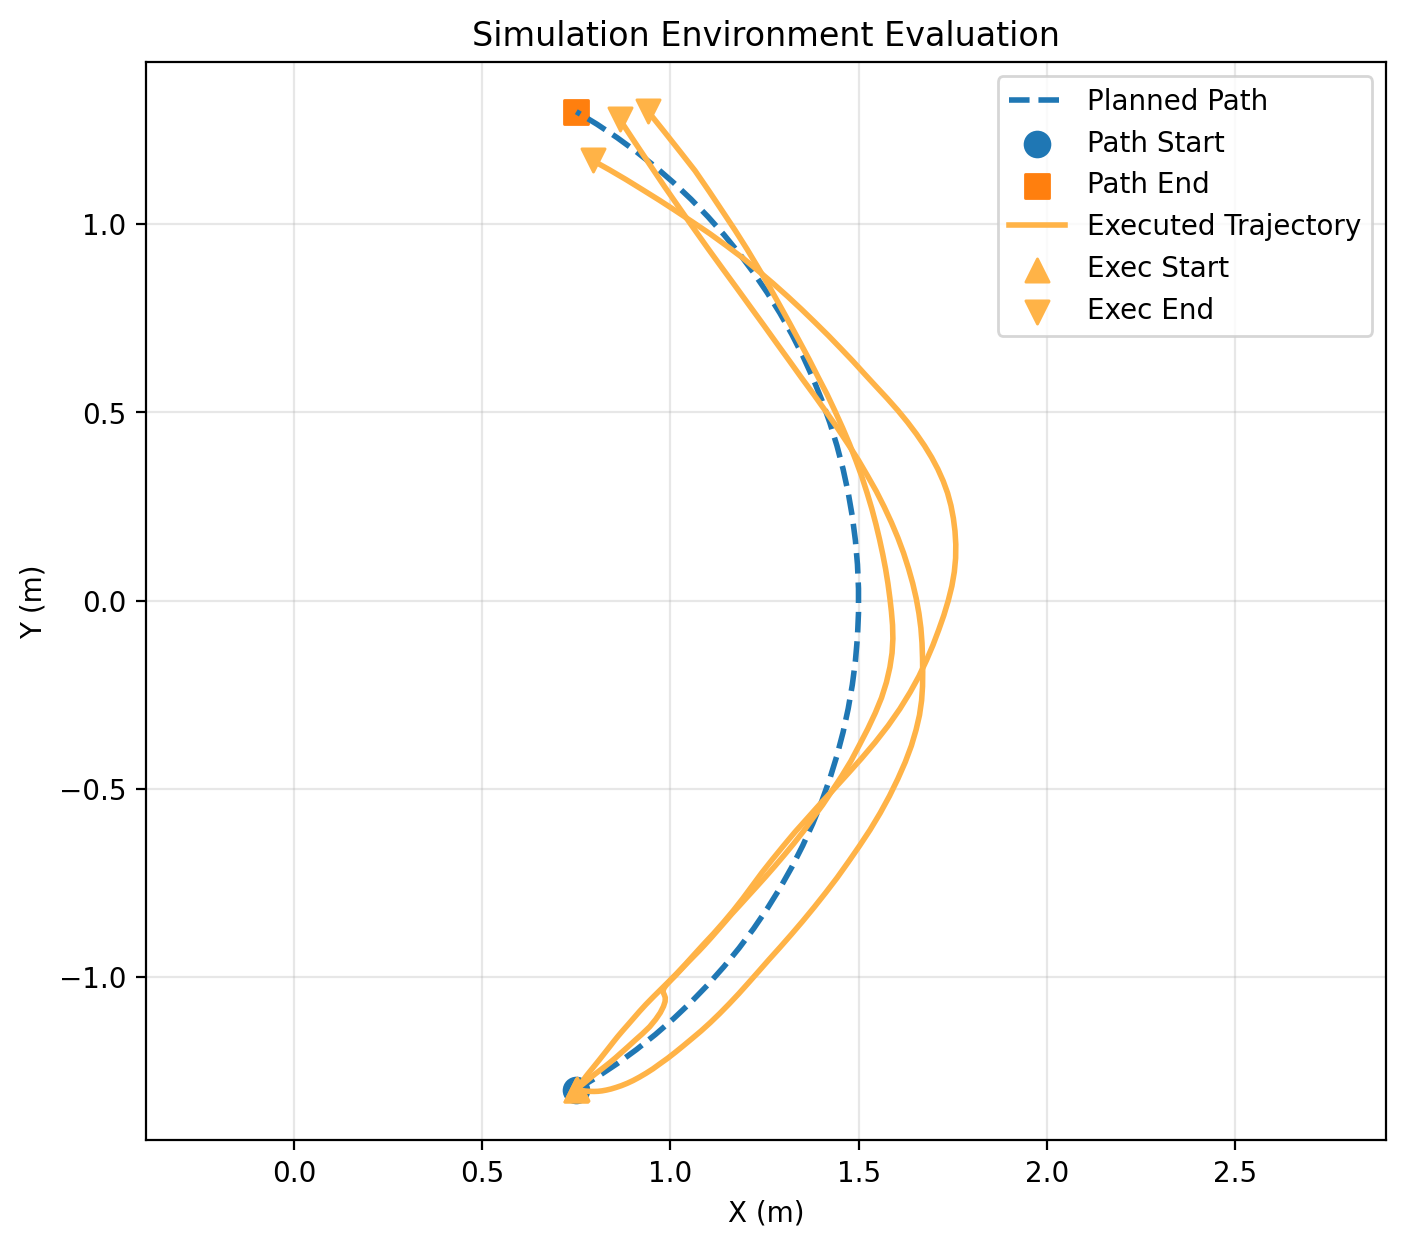 Simulation Environment Evaluation
Planned Path
Path Start
Path End
Executed Trajectory
Exec Start
Exec End
1.0
0.5
0.0
−0.5
−1.0
Y (m)
0.0 0.5 1.0 1.5 2.0 2.5
X (m)